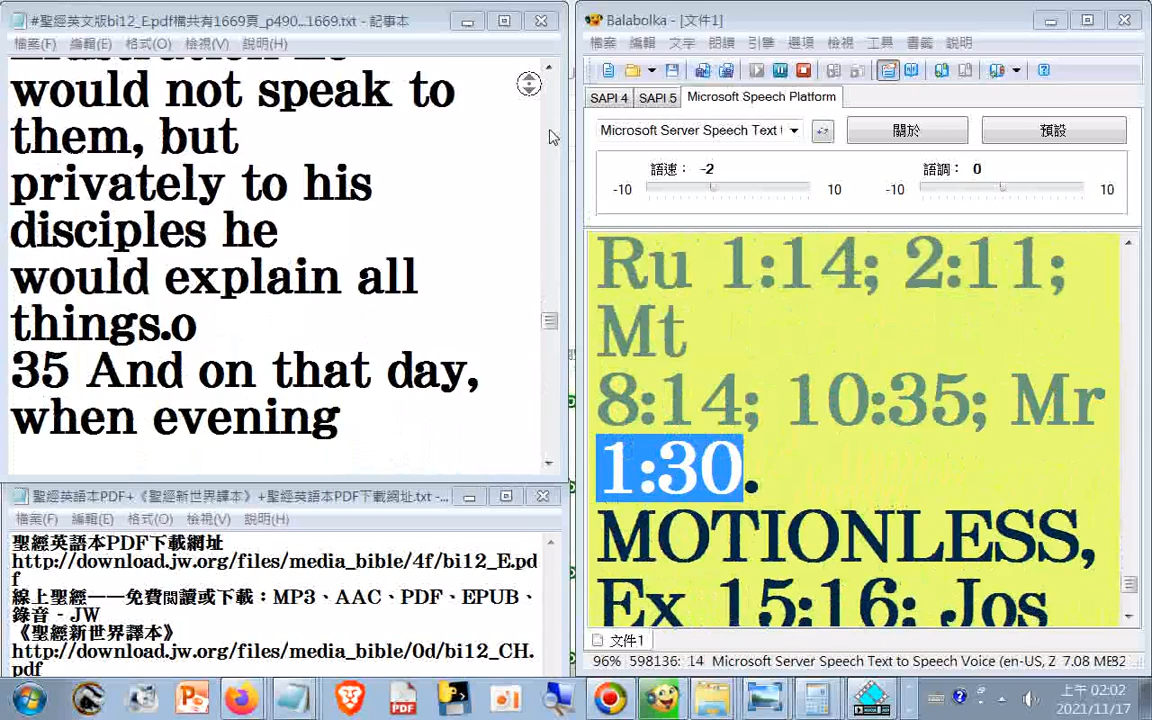 #聖經英文版bi12_E.pdf檔共有1669頁_p490...1669.txt - 記事本
檔案(F) 編輯(E) 格式(O) 檢視(V) 說明(H)
would not speak to
them, but
privately to his
disciples he
would explain all
things.o
35 And on that day,
when evening
聖經英語本PDF+《聖經新世界譯本》+聖經英語本PDF下載網址.txt -...
檔案(F) 編輯(E) 格式(O) 檢視(V) 說明(H)
聖經英語本PDF下載網址
http://download.jw.org/files/media_bible/4f/bi12_E.pd
f
線上聖經——免費閱讀或下載：MP3、AAC、PDF、EPUB、
錄音 - JW
《聖經新世界譯本》
http://download.jw.org/files/media_bible/0d/bi12_CH.
pdf
Balabolka - [文件1]
檔案 編輯 文字 朗讀 引擎 選項 檢視 工具 書籤 說明
SAPI 4 SAPI 5 Microsoft Speech Platform
Microsoft Server Speech Text 關於 預設
語速： -2 語調： 0
-10 10 -10 10
Ru 1:14; 2:11;
Mt
8:14; 10:35; Mr
1:30.
MOTIONLESS,
Ex 15:16; Jos
文件1
96% 598136: 14 Microsoft Server Speech Text to Speech Voice (en-US, Z 7.08 MB
上午 02:02
2021/11/17